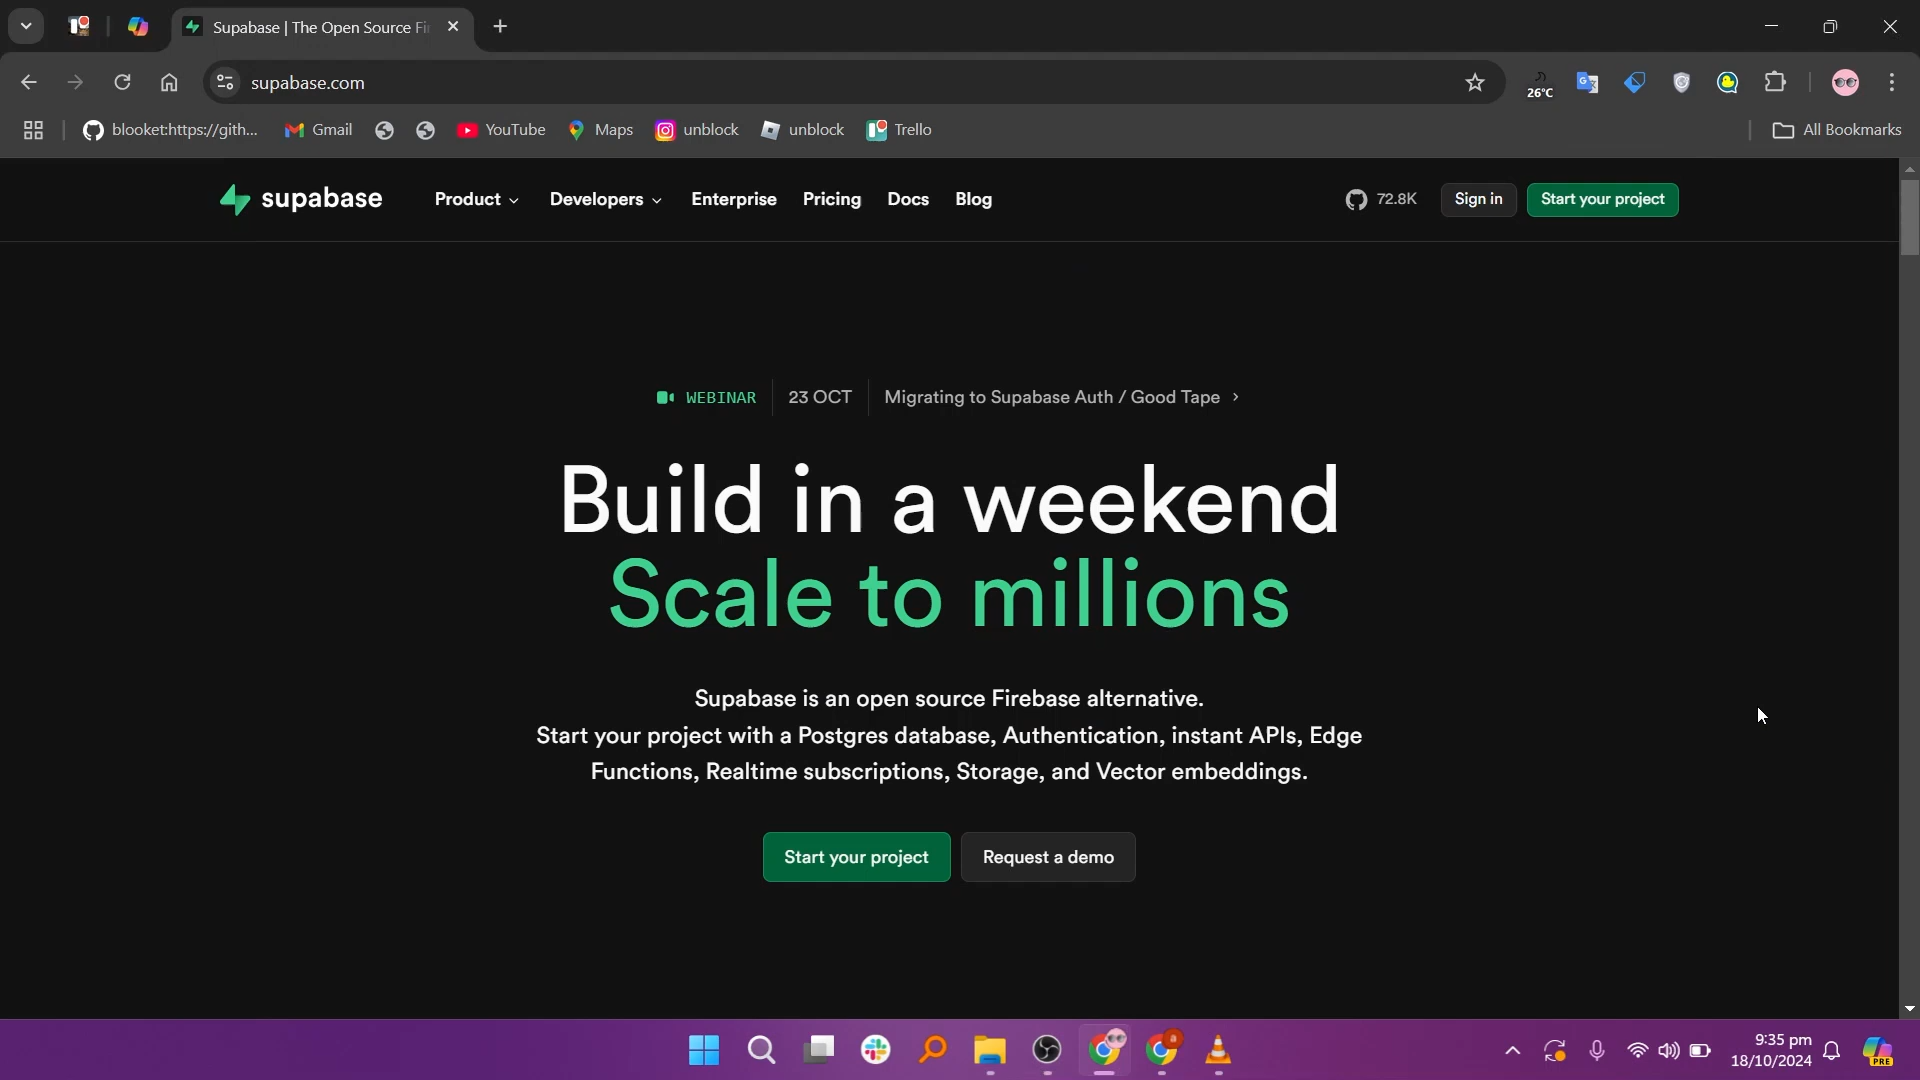 Supabase | The Open Source Fi
supabase.com
26°C
blooket:https://gith...
Gmail
YouTube
Maps
unblock
unblock
Trello
All Bookmarks
supabase
Product
Developers
Enterprise
Pricing
Docs
Blog
72.8K
Sign in
Start your project
WEBINAR
23 OCT
Migrating to Supabase Auth / Good Tape
Build in a weekend
Scale to millions
Supabase is an open source Firebase alternative.
Start your project with a Postgres database, Authentication, instant APIs, Edge
Functions, Realtime subscriptions, Storage, and Vector embeddings.
Start your project
Request a demo
9:35 pm
18/10/2024
PRE